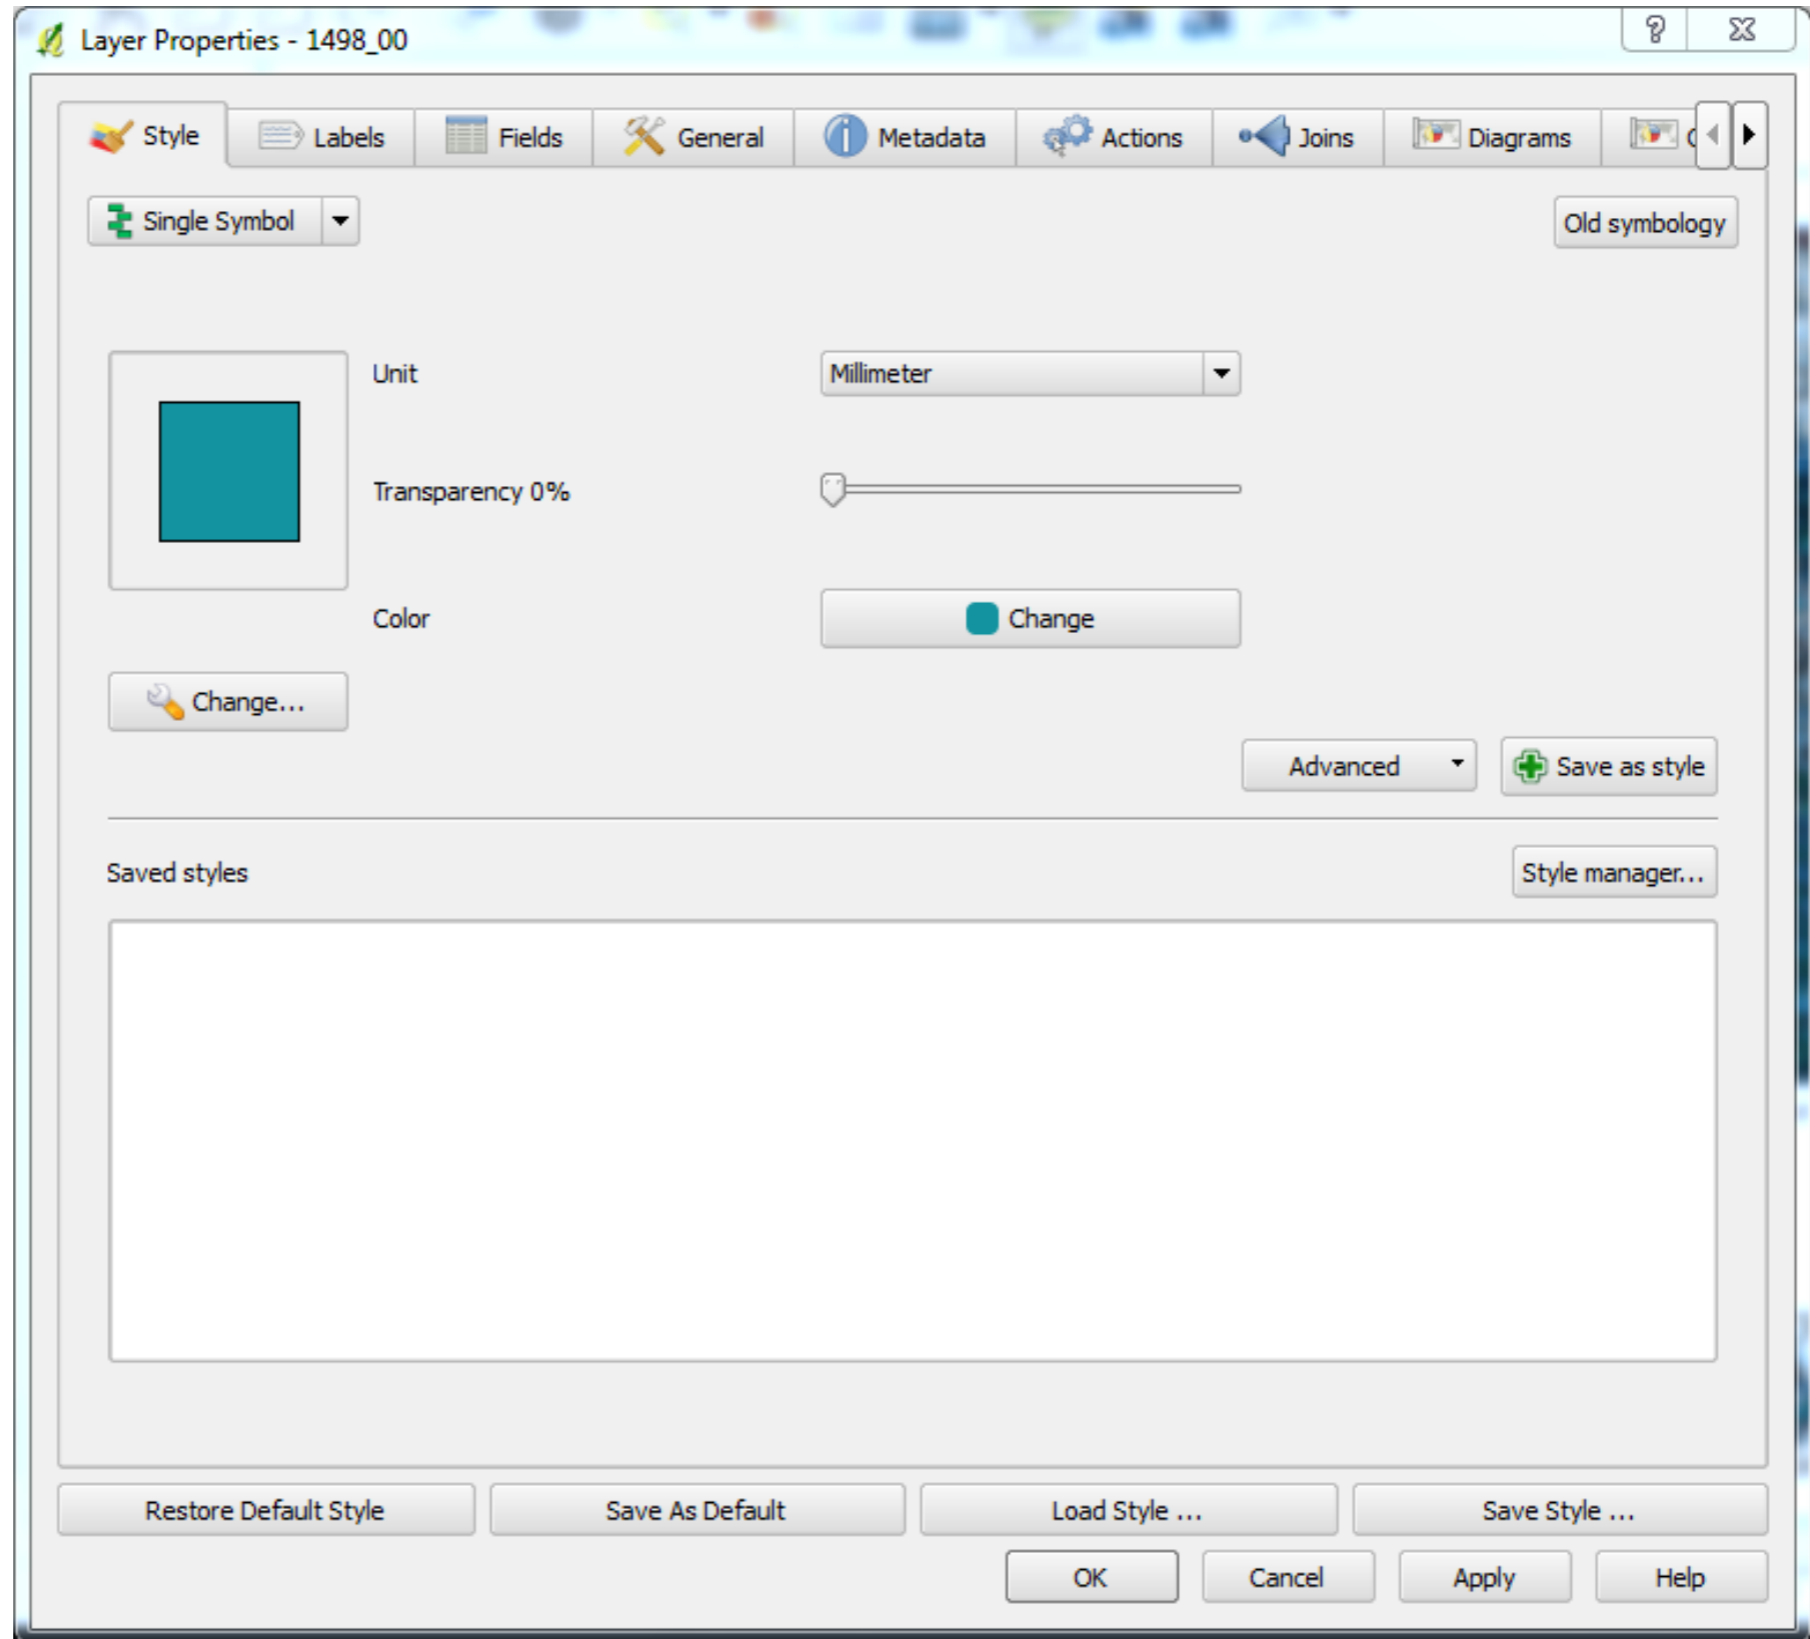 Layer Properties - 1498_00
Style Labels Fields General Metadata Actions Joins Diagrams
Single Symbol Old symbology
Unit Millimeter
Transparency 0%
Color Change
Change...
Advanced Save as style
Saved styles Style manager...
Restore Default Style Save As Default Load Style ... Save Style ...
OK Cancel Apply Help